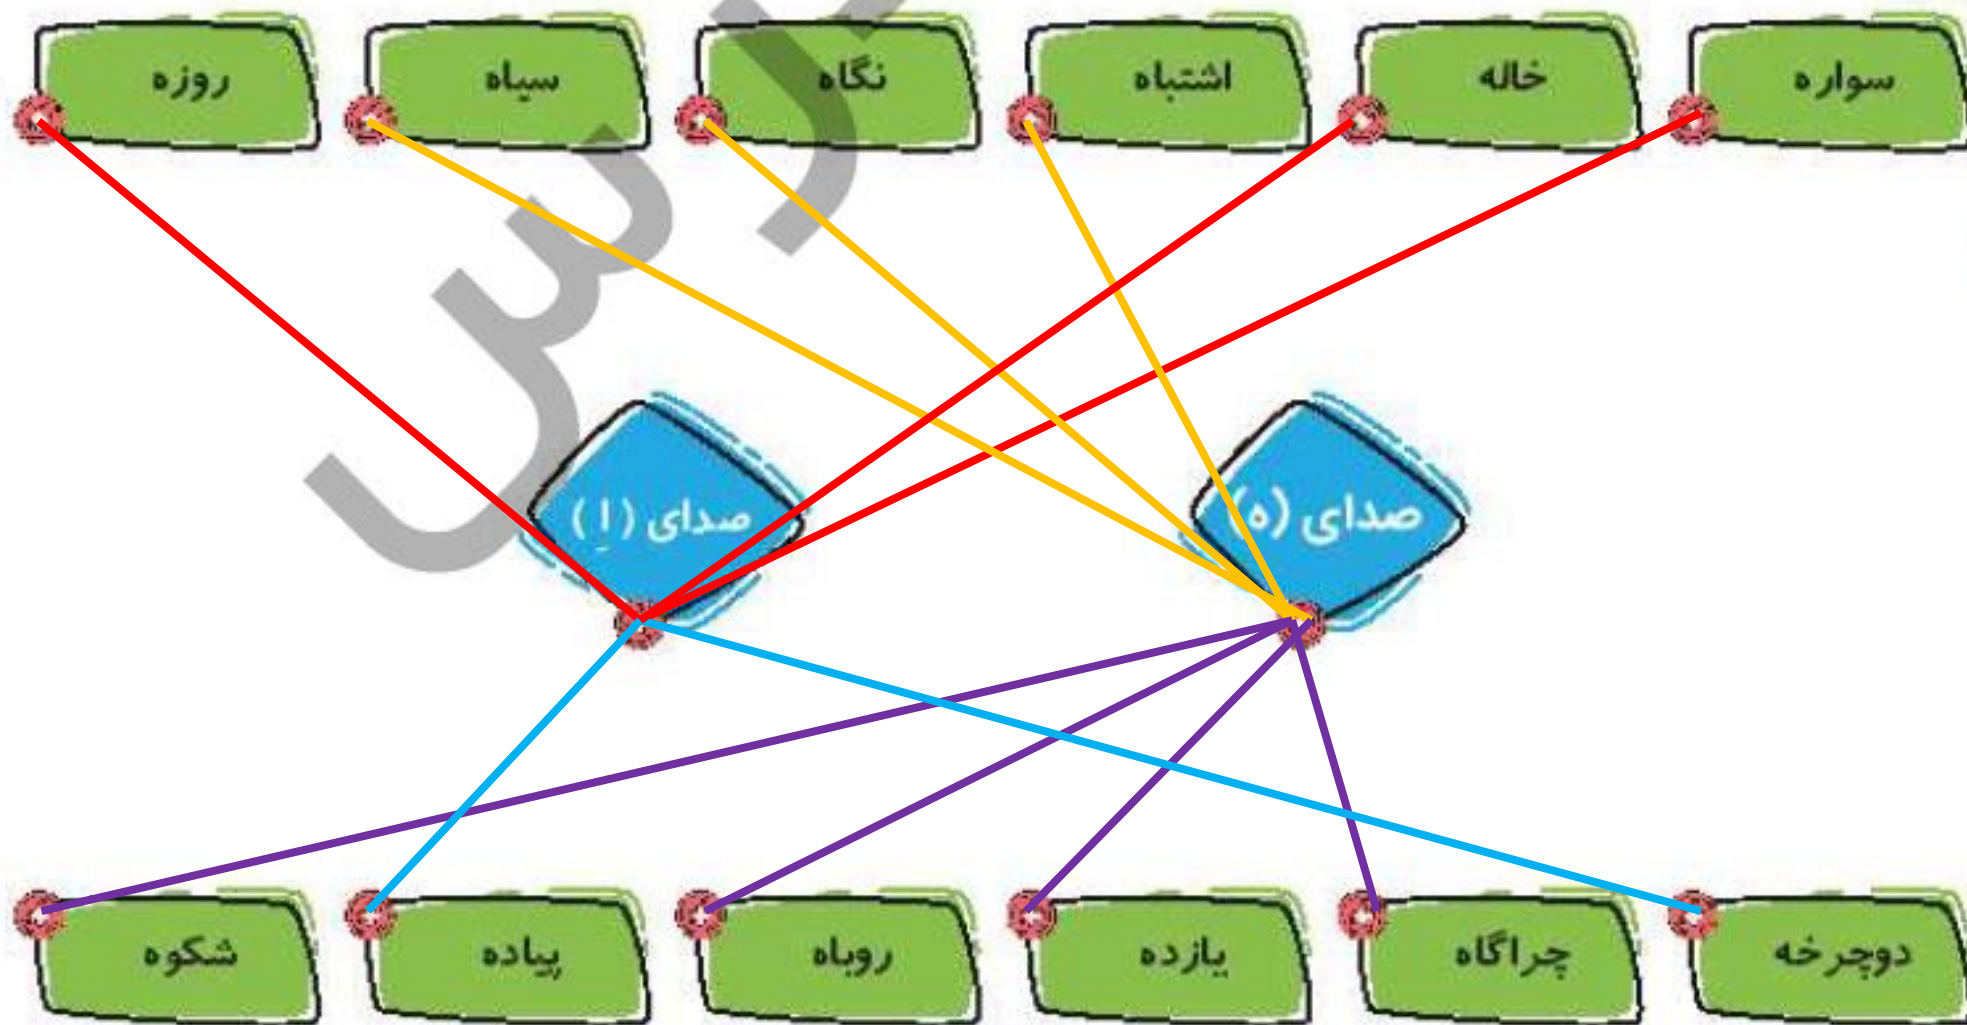 سواره
خاله
اشتباه
نگاه
سیاه
روزه
صدای (ه)
صدای (اِ)
دوچرخه
چراگاه
یازده
روباه
پیاده
شکوه